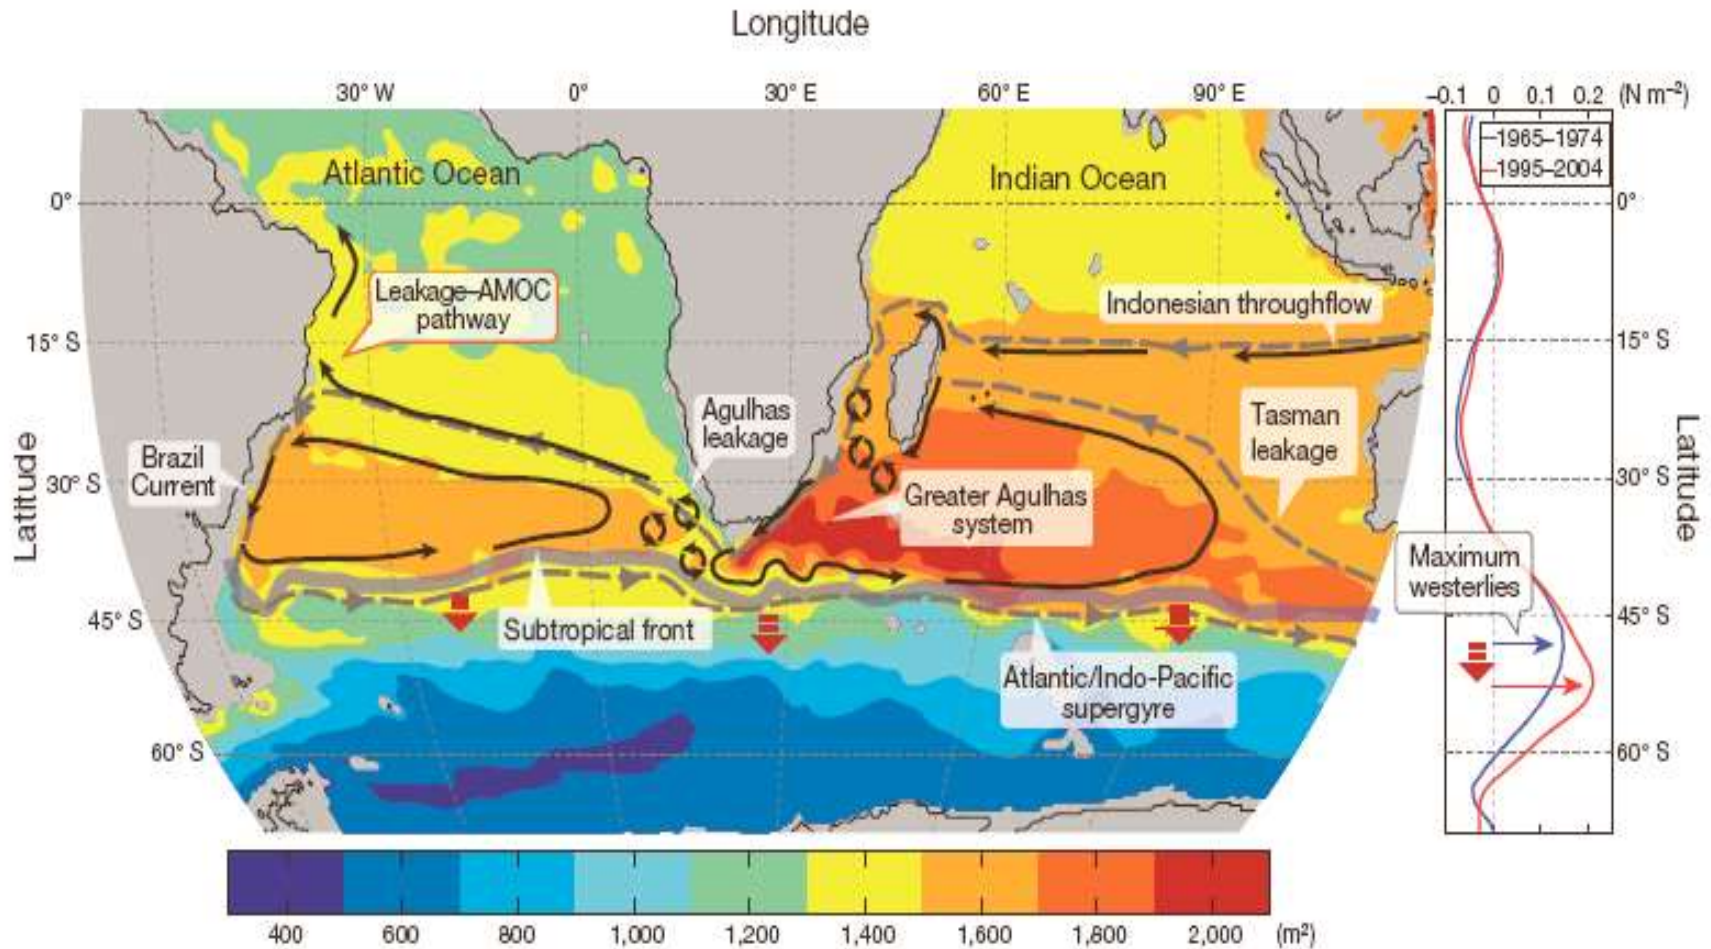 Longitude
30° W 0° 30° E 60° E 90° E
–0.1 0 0.1 0.2 (N m–2)
1965–1974
1995–2004
Atlantic Ocean
Indian Ocean
0°
0°
Leakage–AMOC
pathway
Indonesian throughflow
15° S
15° S
Agulhas
leakage
Tasman
leakage
Latitude
Latitude
Brazil
Current
30° S
30° S
Greater Agulhas
system
Maximum
westerlies
45° S
45° S
Subtropical front
Atlantic/Indo-Pacific
supergyre
60° S
60° S
400 600 800 1,000 1,200 1,400 1,600 1,800 2,000 (m²)